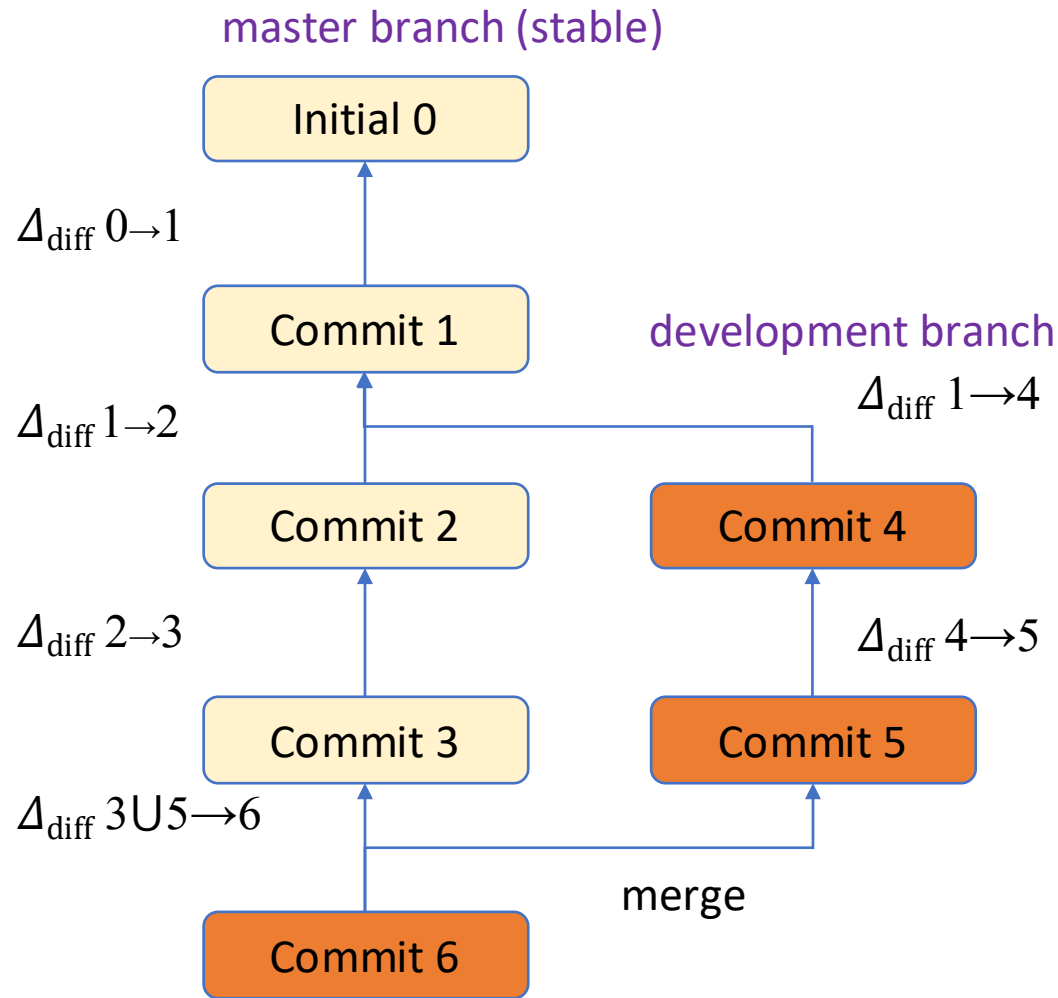 master branch (stable)
Initial 0
Δdiff 0→1
Commit 1
development branch
Δdiff 1→2
Δdiff 1→4
Commit 2
Commit 4
Δdiff 2→3
Δdiff 4→5
Commit 3
Commit 5
Δdiff 3∪5→6
merge
Commit 6